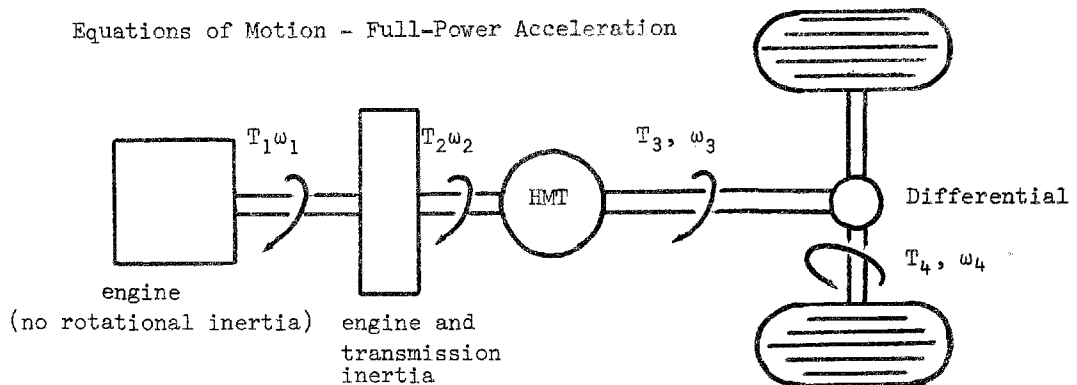 Equations of Motion - Full-Power Acceleration
T₁ω₁
T₂ω₂
T₃, ω₃
HMT
Differential
T₄, ω₄
engine
(no rotational inertia)
engine and
transmission
inertia